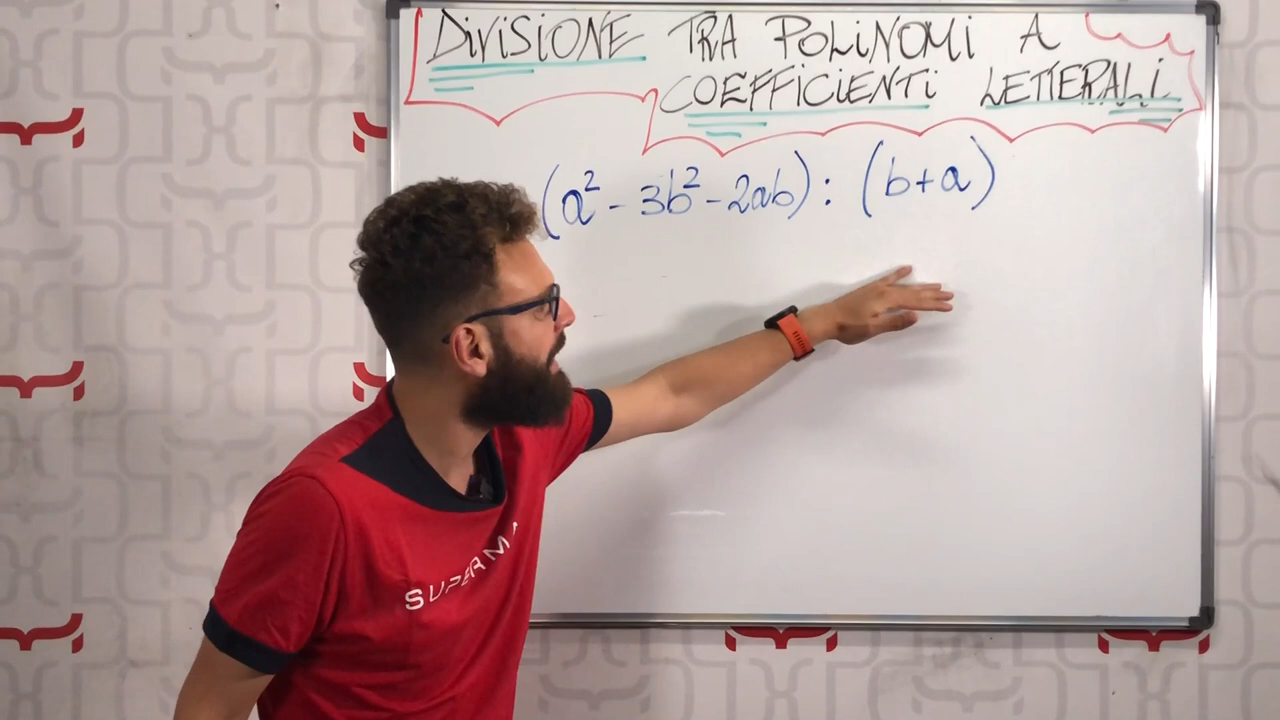 DIVISIONE TRA POLINOMI A
COEFFICIENTI LETTERALI
(a² - 3b² - 2ab) : (b+a)